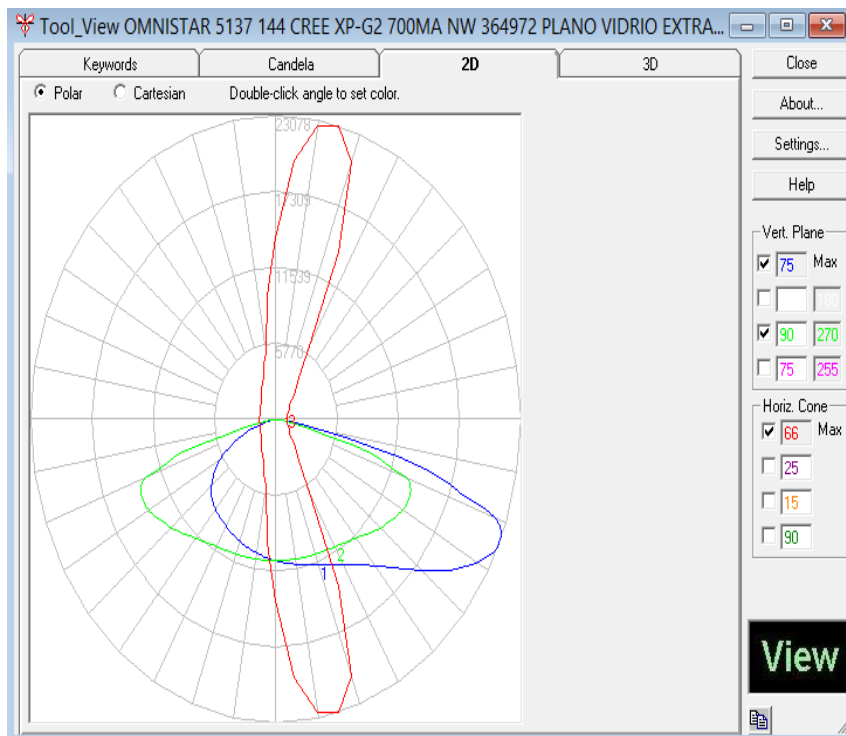 Tool_View OMNISTAR 5137 144 CREE XP-G2 700MA NW 364972 PLANO VIDRIO EXTRA...
Keywords Candela 2D 3D
Polar Cartesian Double-click angle to set color.
23078
17309
11539
5770
3
2
1
Close
About...
Settings...
Help
Vert. Plane
75 Max
180
90 270
75 255
Horiz. Cone
66 Max
25
15
90
View